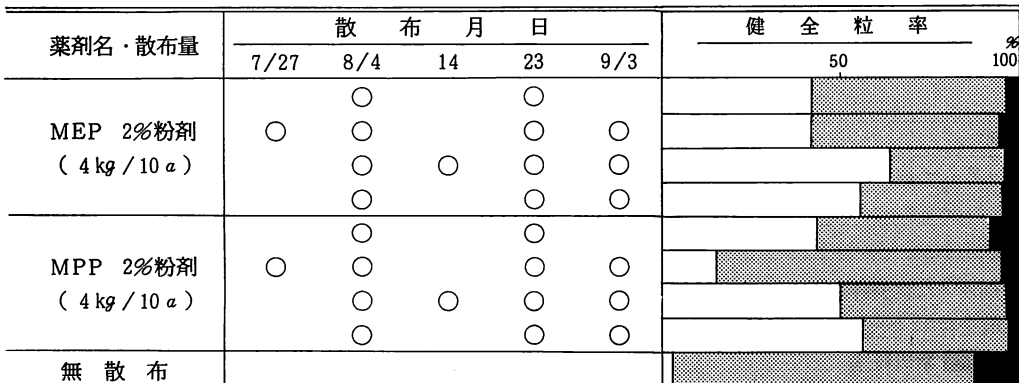 薬剤名・散布量 散布月日 健全粒率
7/27 8/4 14 23 9/3 50 100%
○ ○
MEP 2%粉剤 ○ ○ ○ ○
( 4kg / 10a ) ○ ○ ○ ○
○ ○ ○
○ ○
MPP 2%粉剤 ○ ○ ○ ○
( 4kg / 10a ) ○ ○ ○ ○
○ ○ ○
無散布